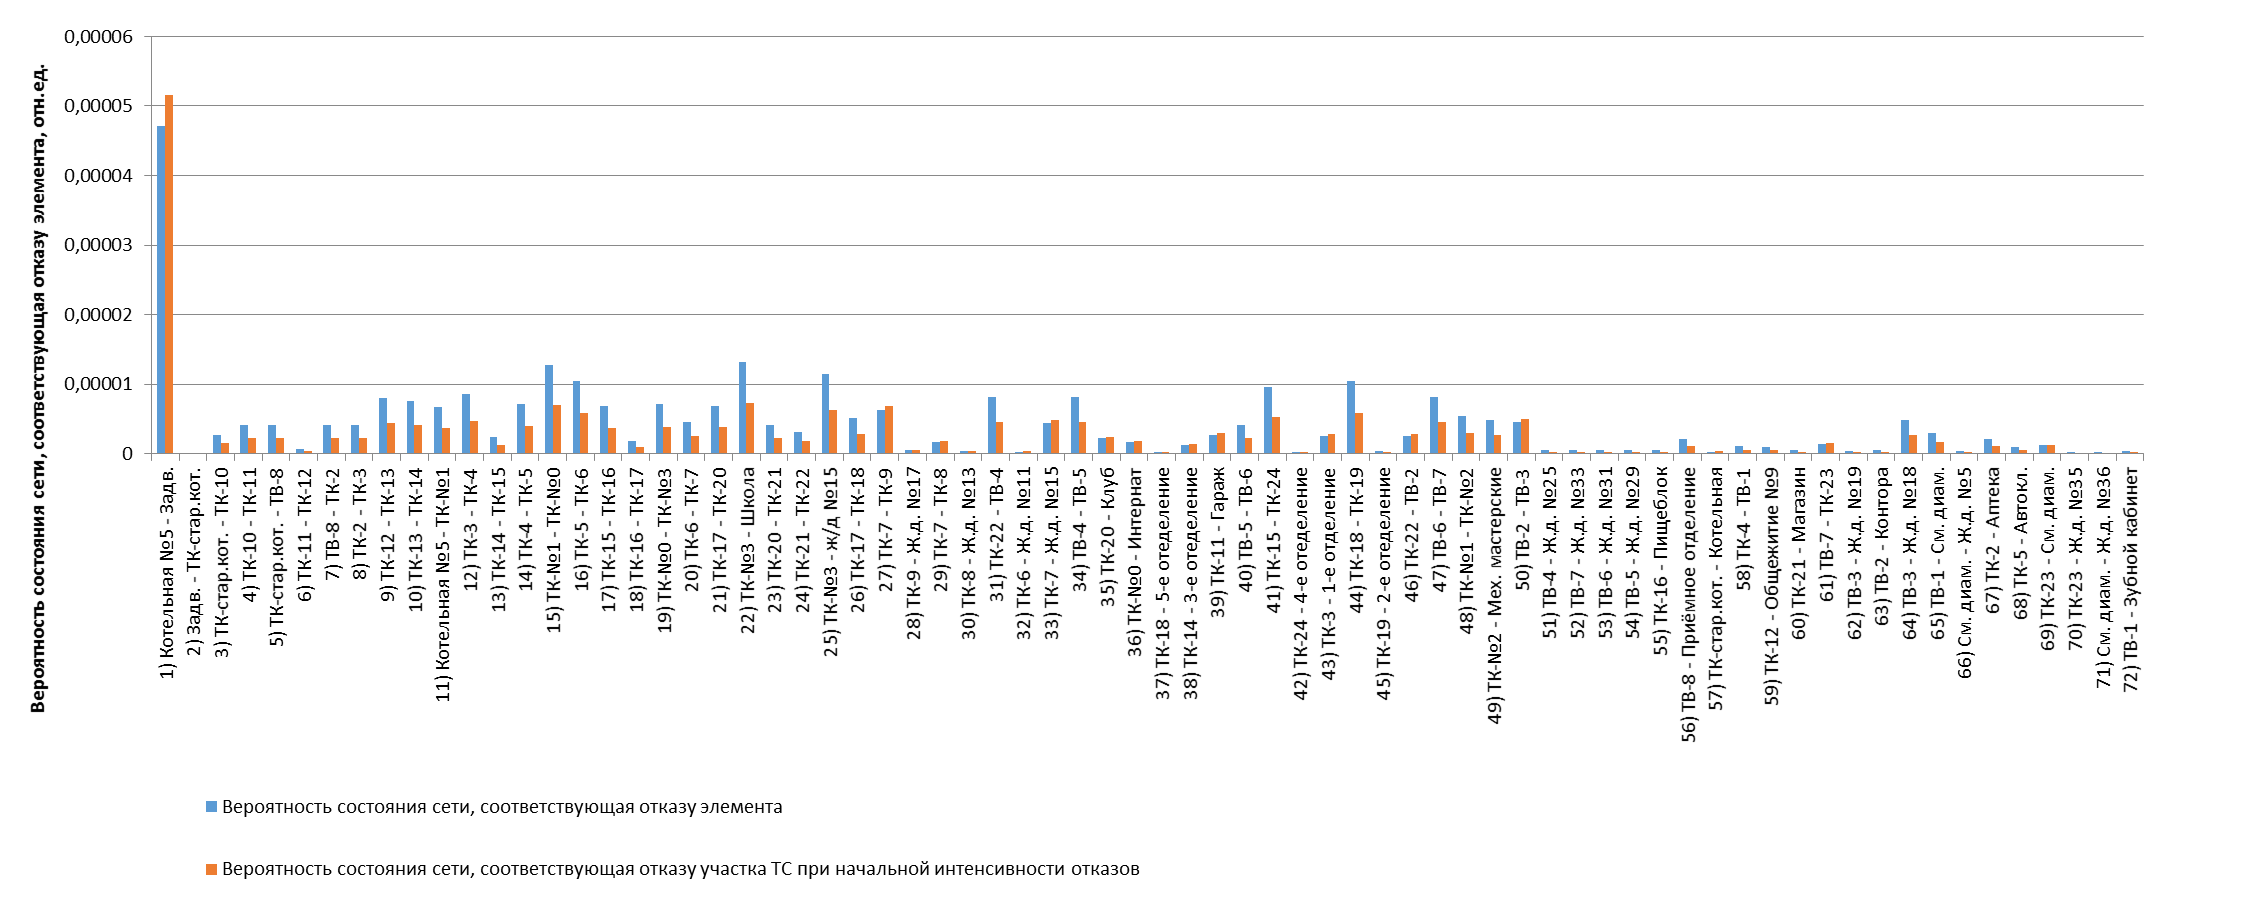 Вероятность состояния сети, соответствующая отказу элемента, отн.ед.
0,00006
0,00005
0,00004
0,00003
0,00002
0,00001
0
1) Котельная №5 - Задв.
2) Задв. - ТК-стар.кот.
3) ТК-стар.кот. - ТК-10
4) ТК-10 - ТК-11
5) ТК-стар.кот. - ТВ-8
6) ТК-11 - ТК-12
7) ТВ-8 - ТК-2
8) ТК-2 - ТК-3
9) ТК-12 - ТК-13
10) ТК-13 - ТК-14
11) Котельная №5 - ТК-№1
12) ТК-3 - ТК-4
13) ТК-14 - ТК-15
14) ТК-4 - ТК-5
15) ТК-№1 - ТК-№0
16) ТК-5 - ТК-6
17) ТК-15 - ТК-16
18) ТК-16 - ТК-17
19) ТК-№0 - ТК-№3
20) ТК-6 - ТК-7
21) ТК-17 - ТК-20
22) ТК-№3 - Школа
23) ТК-20 - ТК-21
24) ТК-21 - ТК-22
25) ТК-№3 - ж/д №15
26) ТК-17 - ТК-18
27) ТК-7 - ТК-9
28) ТК-9 - Ж.д. №17
29) ТК-7 - ТК-8
30) ТК-8 - Ж.д. №13
31) ТК-22 - ТВ-4
32) ТК-6 - Ж.д. №11
33) ТК-7 - Ж.д. №15
34) ТВ-4 - ТВ-5
35) ТК-20 - Клуб
36) ТК-№0 - Интернат
37) ТК-18 - 5-е отеделение
38) ТК-14 - 3-е отеделение
39) ТК-11 - Гараж
40) ТВ-5 - ТВ-6
41) ТК-15 - ТК-24
42) ТК-24 - 4-е отеделение
43) ТК-3 - 1-е отделение
44) ТК-18 - ТК-19
45) ТК-19 - 2-е отеделение
46) ТК-22 - ТВ-2
47) ТВ-6 - ТВ-7
48) ТК-№1 - ТК-№2
49) ТК-№2 - Мех. мастерские
50) ТВ-2 - ТВ-3
51) ТВ-4 - Ж.д. №25
52) ТВ-7 - Ж.д. №33
53) ТВ-6 - Ж.д. №31
54) ТВ-5 - Ж.д. №29
55) ТК-16 - Пищеблок
56) ТВ-8 - Приёмное отделение
57) ТК-стар.кот. - Котельная
58) ТК-4 - ТВ-1
59) ТК-12 - Общежитие №9
60) ТК-21 - Магазин
61) ТВ-7 - ТК-23
62) ТВ-3 - Ж.д. №19
63) ТВ-2 - Контора
64) ТВ-3 - Ж.д. №18
65) ТВ-1 - См. диам.
66) См. диам. - Ж.д. №5
67) ТК-2 - Аптека
68) ТК-5 - Автокл.
69) ТК-23 - См. диам.
70) ТК-23 - Ж.д. №35
71) См. диам. - Ж.д. №36
72) ТВ-1 - Зубной кабинет
Вероятность состояния сети, соответствующая отказу элемента
Вероятность состояния сети, соответствующая отказу участка ТС при начальной интенсивности отказов